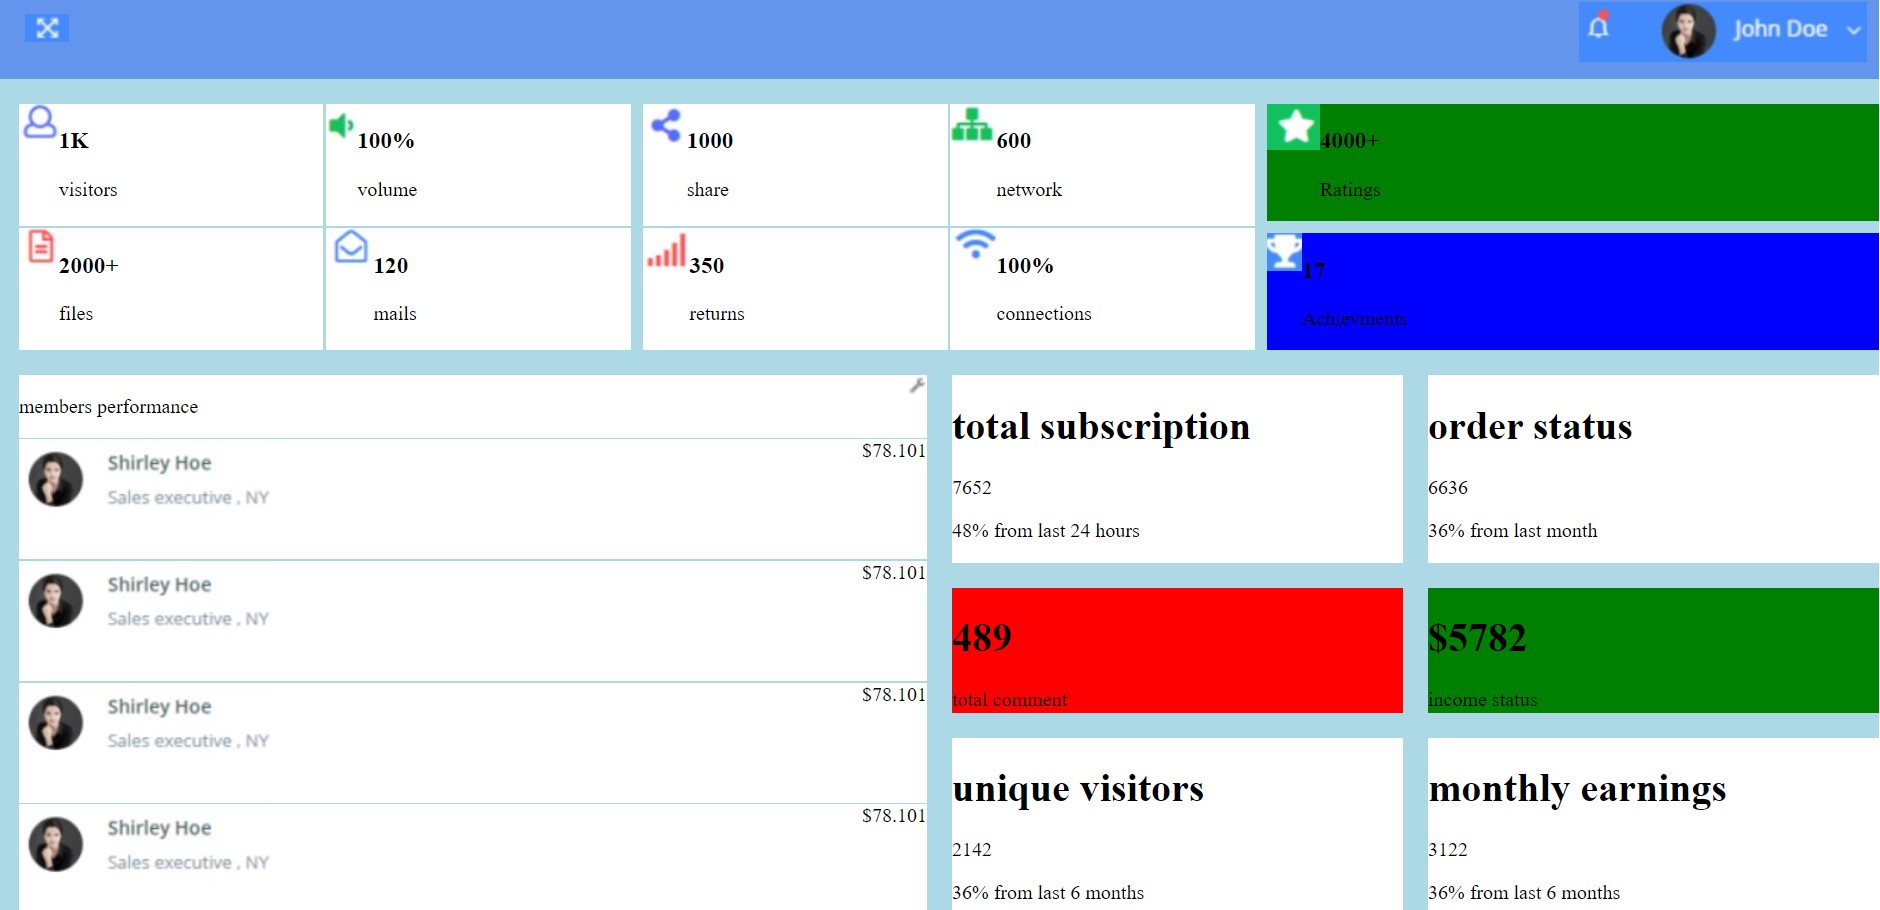 John Doe
1K
visitors
100%
volume
1000
share
600
network
4000+
Ratings
2000+
files
120
mails
350
returns
100%
connections
17
Achievments
members performance
Shirley Hoe
$78.101
Sales executive , NY
Shirley Hoe
$78.101
Sales executive , NY
Shirley Hoe
$78.101
Sales executive , NY
Shirley Hoe
$78.101
Sales executive , NY
total subscription
7652
48% from last 24 hours
order status
6636
36% from last month
489
total comment
$5782
income status
unique visitors
2142
36% from last 6 months
monthly earnings
3122
36% from last 6 months